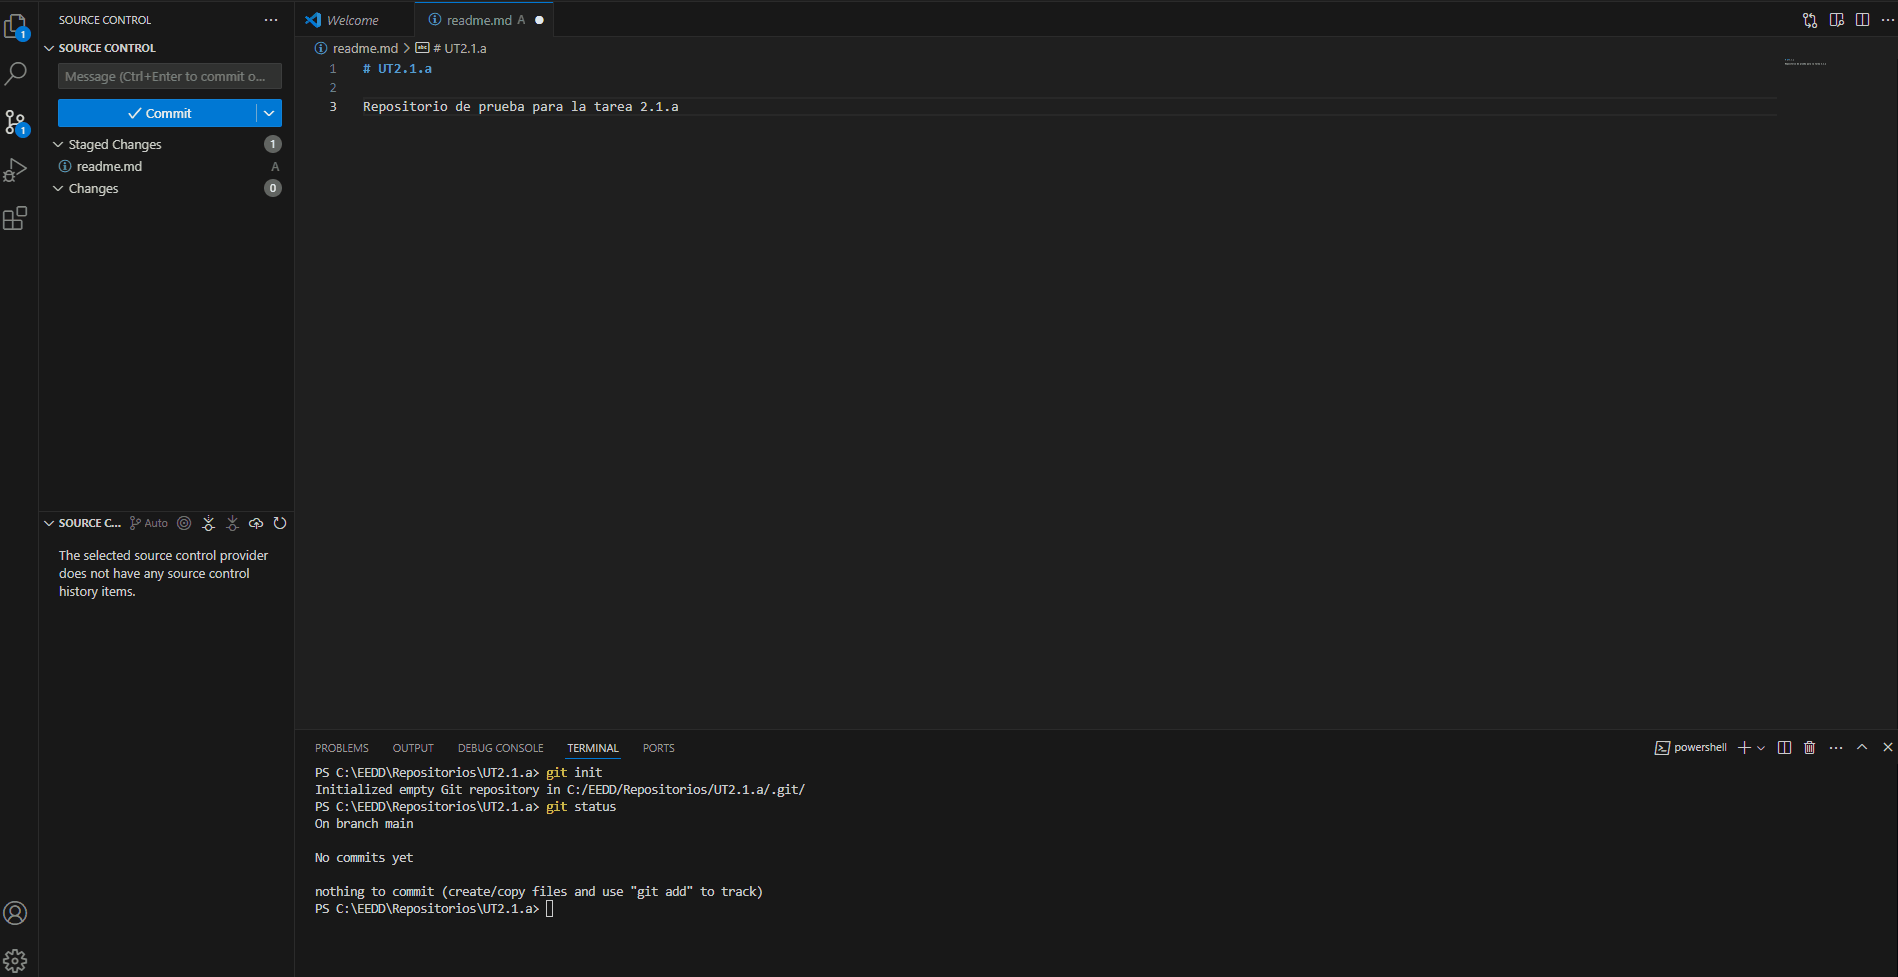 SOURCE CONTROL
SOURCE CONTROL
Message (Ctrl+Enter to commit o...
Commit
Staged Changes 1
readme.md A
Changes 0
SOURCE C... Auto
The selected source control provider
does not have any source control
history items.
1
1
Welcome
readme.md A
readme.md > # UT2.1.a
1 # UT2.1.a
2
3 Repositorio de prueba para la tarea 2.1.a
PROBLEMS OUTPUT DEBUG CONSOLE TERMINAL PORTS
powershell
PS C:\EEDD\Repositorios\UT2.1.a> git init
Initialized empty Git repository in C:/EEDD/Repositorios/UT2.1.a/.git/
PS C:\EEDD\Repositorios\UT2.1.a> git status
On branch main
No commits yet
nothing to commit (create/copy files and use "git add" to track)
PS C:\EEDD\Repositorios\UT2.1.a>